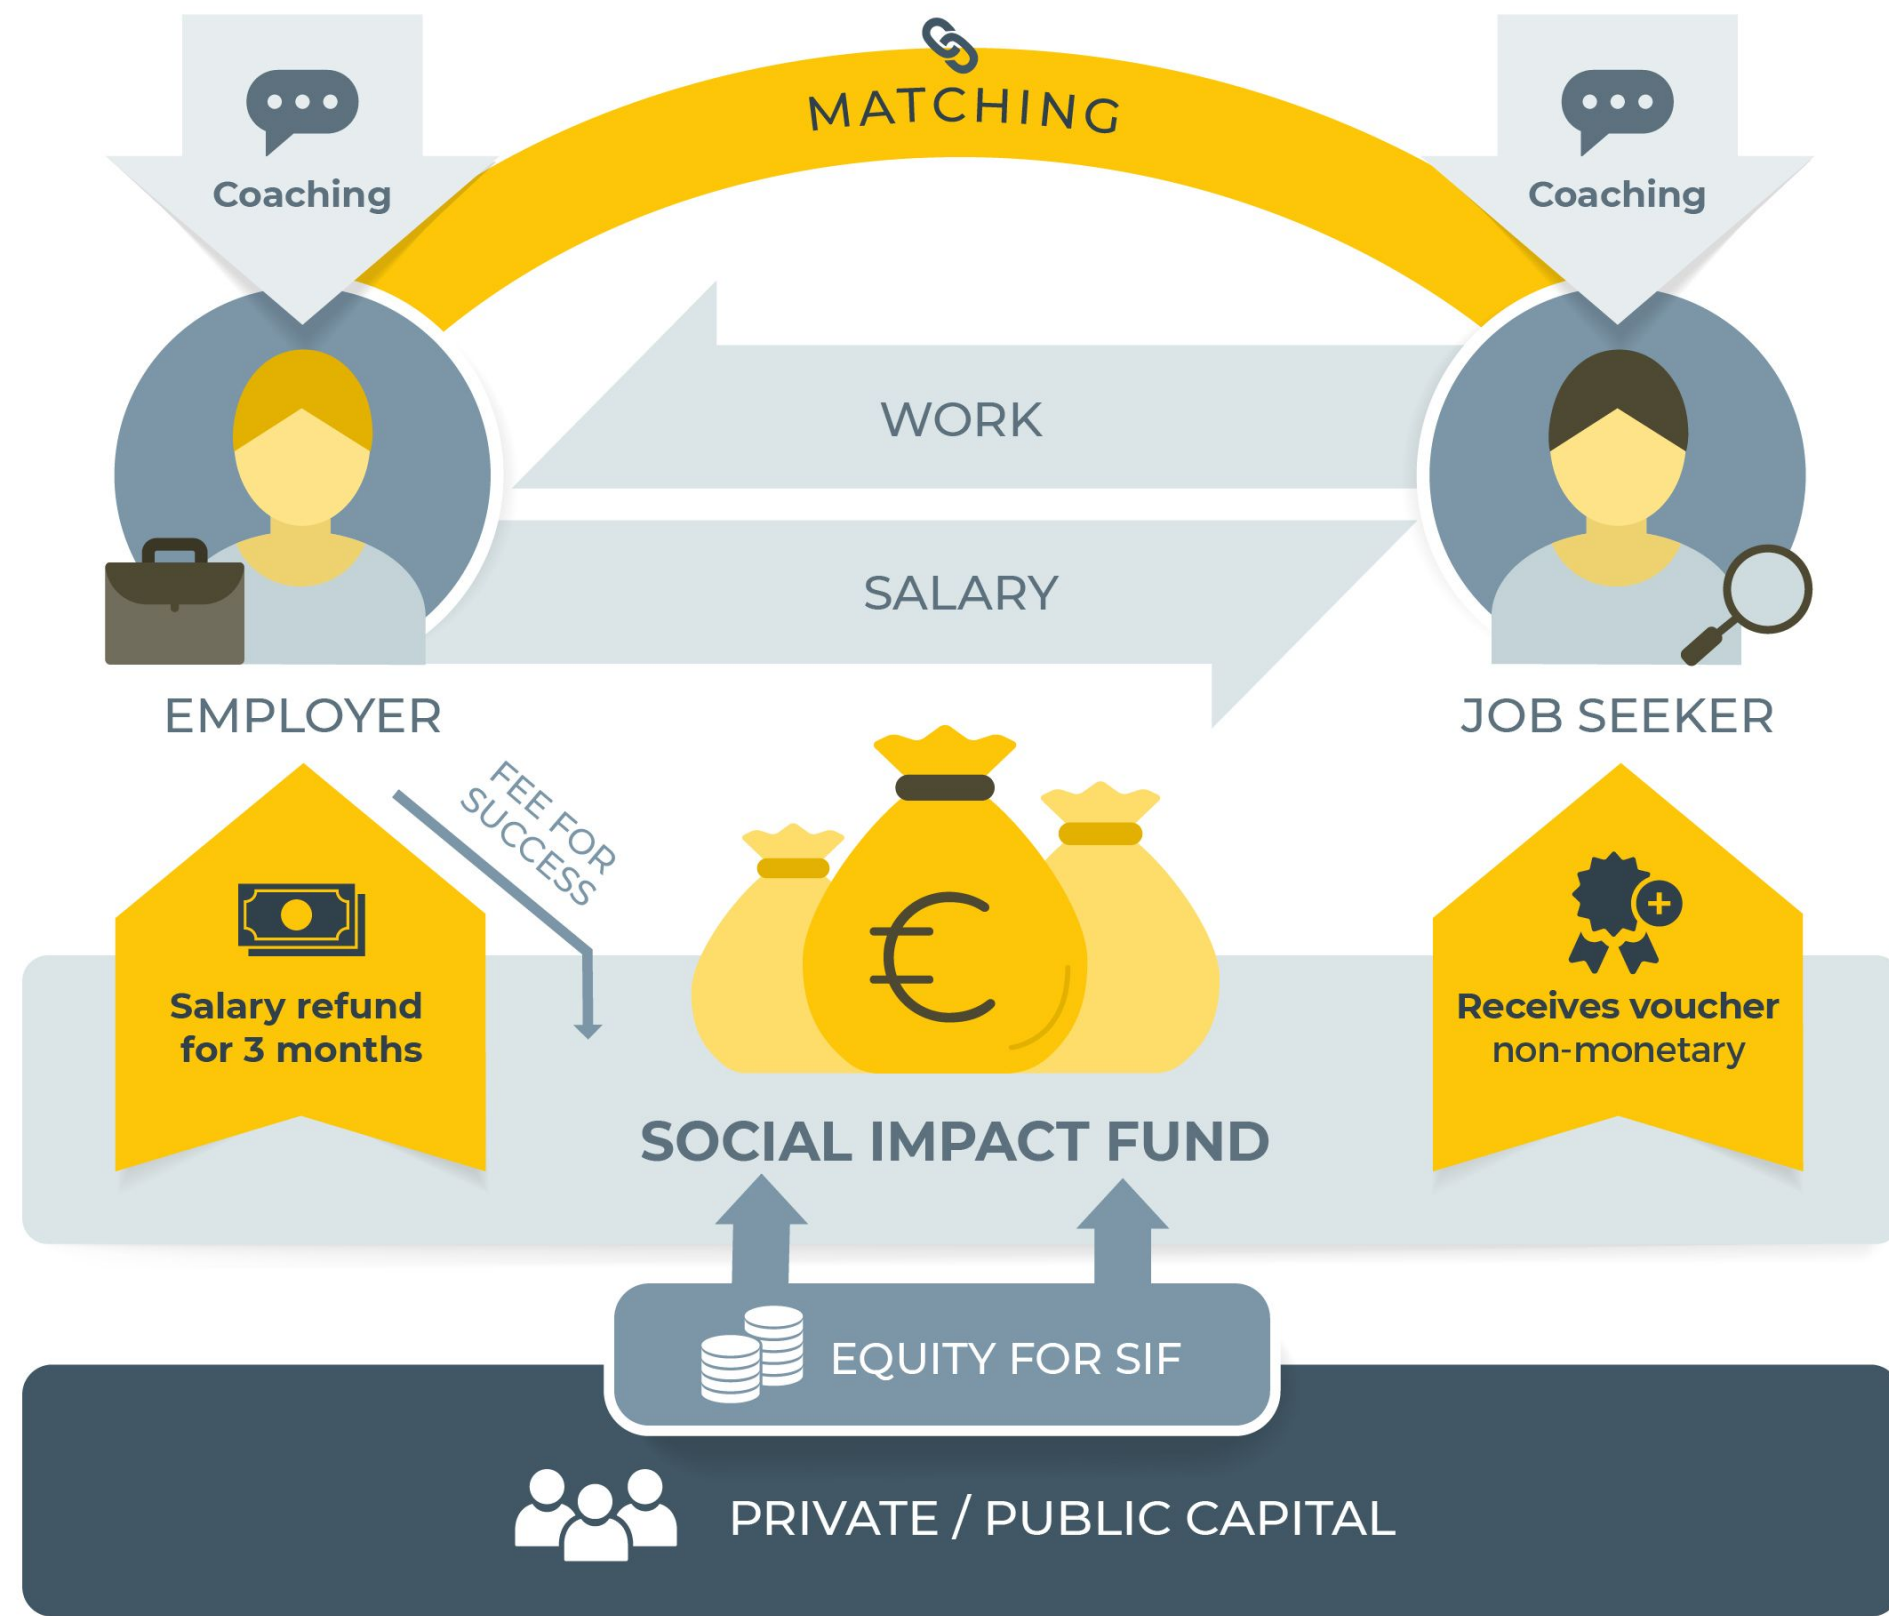 MATCHING
Coaching
Coaching
WORK
SALARY
EMPLOYER
JOB SEEKER
FEE FOR
SUCCESS
€
Salary refund
for 3 months
Receives voucher
non-monetary
SOCIAL IMPACT FUND
EQUITY FOR SIF
PRIVATE / PUBLIC CAPITAL